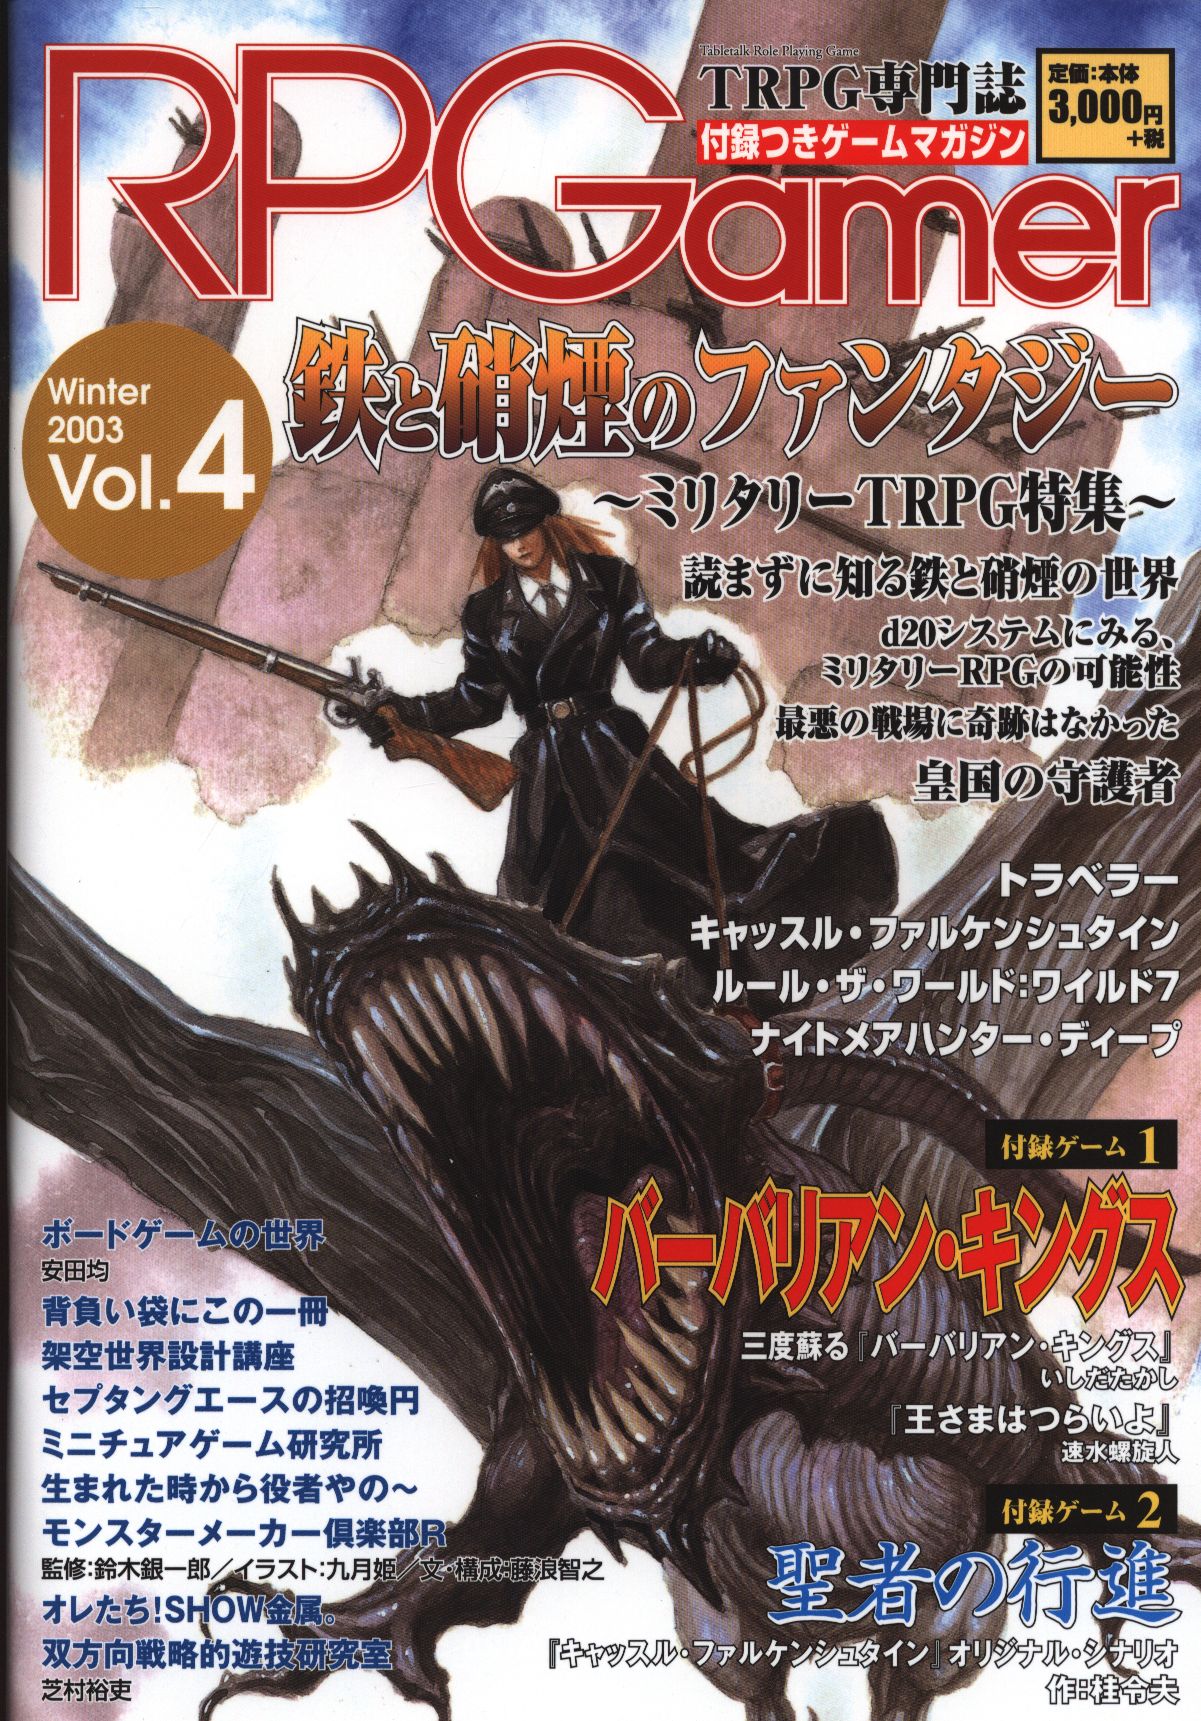 Tabletalk Role Playing Game
TRPG専門誌
付録つきゲームマガジン
定価:本体
3,000円
+税
RPGamer
Winter
2003
Vol.4
鉄と硝煙のファンタジー
～ミリタリーTRPG特集～
読まずに知る鉄と硝煙の世界
d20システムにみる、
ミリタリーRPGの可能性
最悪の戦場に奇跡はなかった
皇国の守護者
トラベラー
キャッスル・ファルケンシュタイン
ルール・ザ・ワールド:ワイルド7
ナイトメアハンター・ディープ
付録ゲーム 1
バーバリアン・キングス
三度蘇る『バーバリアン・キングス』
いしだたかし
『王さまはつらいよ』
速水螺旋人
付録ゲーム 2
聖者の行進
『キャッスル・ファルケンシュタイン』オリジナル・シナリオ
作:桂令夫
ボードゲームの世界
安田均
背負い袋にこの一冊
架空世界設計講座
セプタングエースの招喚円
ミニチュアゲーム研究所
生まれた時から役者やの～
モンスターメーカー倶楽部R
監修:鈴木銀一郎／イラスト:九月姫／文・構成:藤浪智之
オレたち!SHOW金属。
双方向戦略的遊技研究室
芝村裕吏